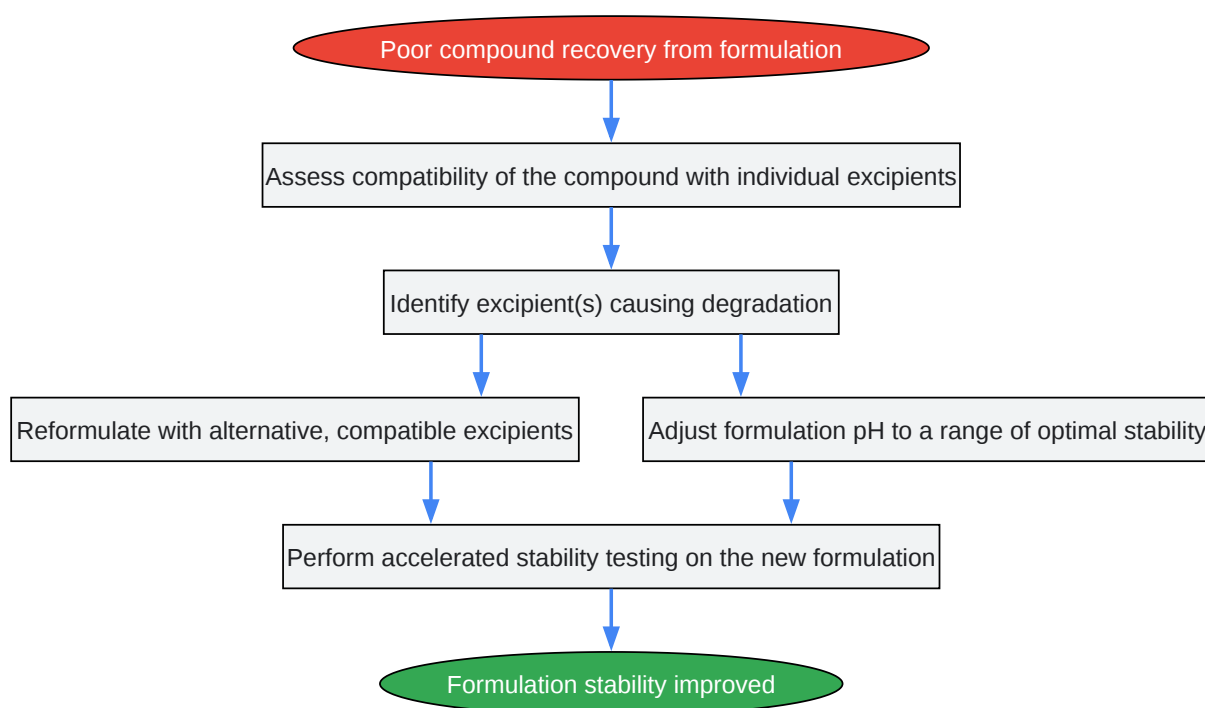 Poor compound recovery from formulation
Assess compatibility of the compound with individual excipients
Identify excipient(s) causing degradation
Reformulate with alternative, compatible excipients
Adjust formulation pH to a range of optimal stability
Perform accelerated stability testing on the new formulation
Formulation stability improved